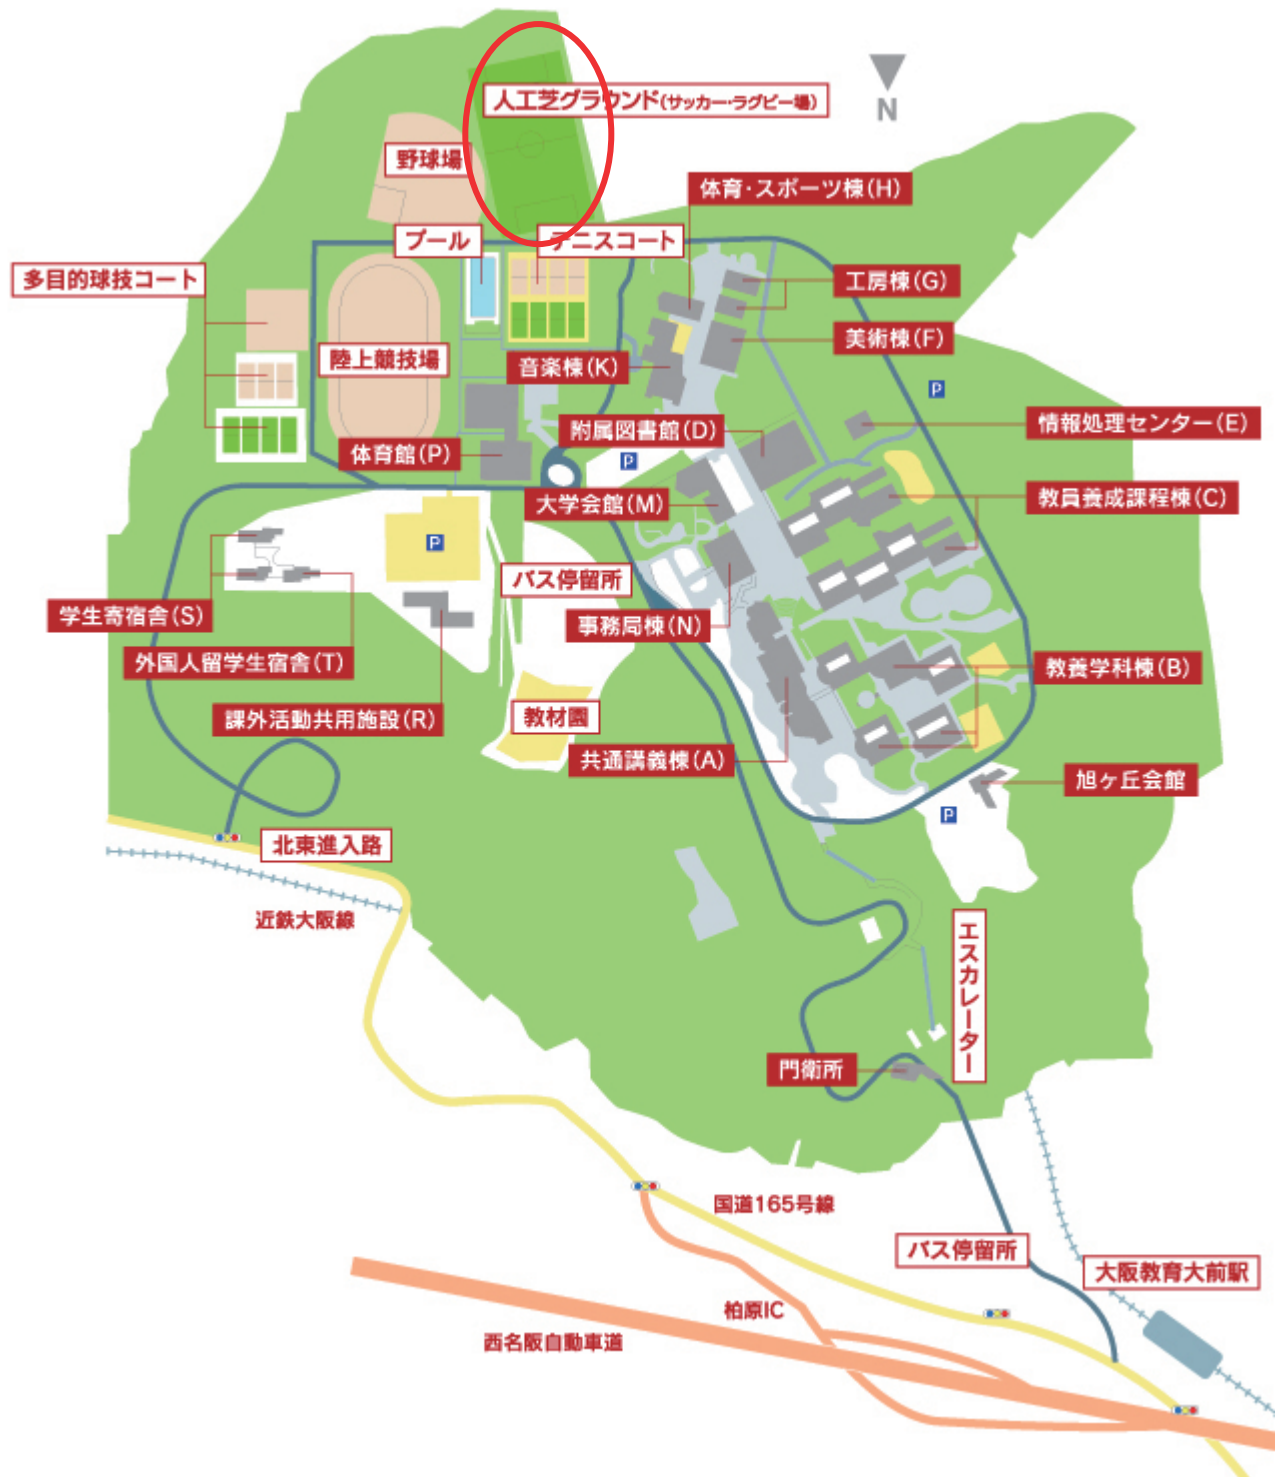 人工芝グラウンド(サッカー・ラグビー場)
N
野球場
体育・スポーツ棟(H)
プール
テニスコート
多目的球技コート
工房棟(G)
美術棟(F)
陸上競技場
音楽棟(K)
P
情報処理センター(E)
附属図書館(D)
体育館(P)
P
大学会館(M)
教員養成課程棟(C)
P
バス停留所
学生寄宿舎(S)
事務局棟(N)
外国人留学生宿舎(T)
教養学科棟(B)
課外活動共用施設(R)
教材園
共通講義棟(A)
旭ヶ丘会館
P
北東進入路
近鉄大阪線
エスカレーター
門衛所
国道165号線
バス停留所
大阪教育大前駅
柏原IC
西名阪自動車道